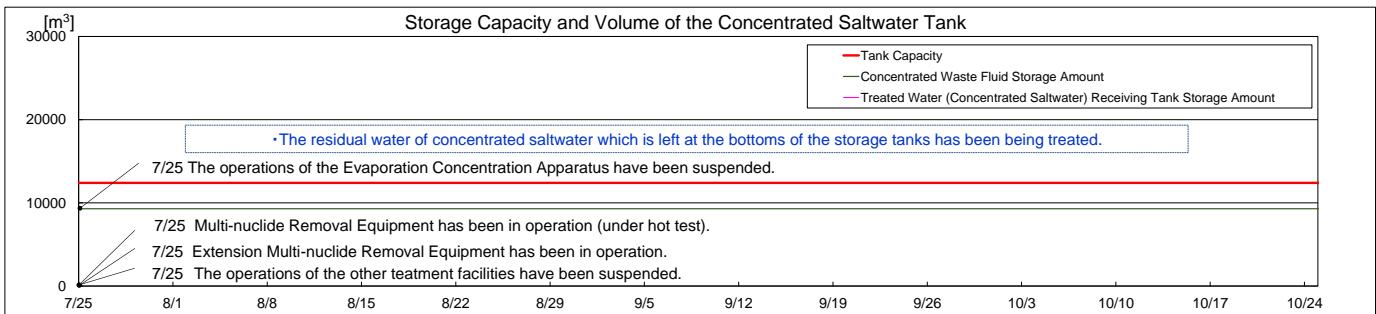 [m³]
Storage Capacity and Volume of the Concentrated Saltwater Tank
30000
Tank Capacity
Concentrated Waste Fluid Storage Amount
Treated Water (Concentrated Saltwater) Receiving Tank Storage Amount
20000
・The residual water of concentrated saltwater which is left at the bottoms of the storage tanks has been being treated.
7/25 The operations of the Evaporation Concentration Apparatus have been suspended.
10000
7/25 Multi-nuclide Removal Equipment has been in operation (under hot test).
7/25 Extension Multi-nuclide Removal Equipment has been in operation.
7/25 The operations of the other teatment facilities have been suspended.
0
7/25 8/1 8/8 8/15 8/22 8/29 9/5 9/12 9/19 9/26 10/3 10/10 10/17 10/24